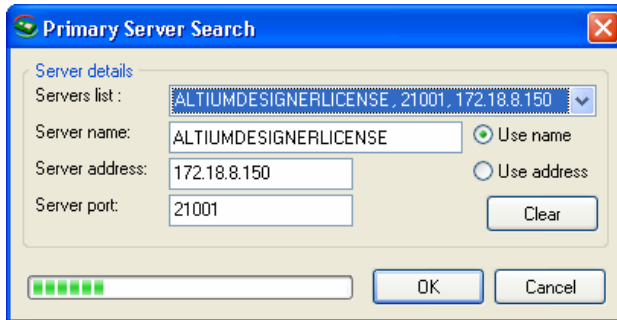 Primary Server Search
Server details
Servers list : ALTIUMDESIGNERLICENSE, 21001, 172.18.8.150
Server name: ALTIUMDESIGNERLICENSE Use name
Server address: 172.18.8.150 Use address
Server port: 21001 Clear
OK Cancel